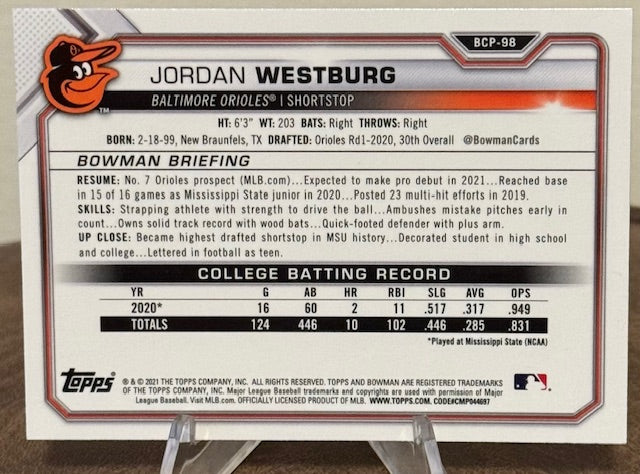 BCP-98
JORDAN WESTBURG
BALTIMORE ORIOLES® | SHORTSTOP
HT: 6'3" WT: 203 BATS: Right THROWS: Right
BORN: 2-18-99, New Braunfels, TX DRAFTED: Orioles Rd1-2020, 30th Overall @BowmanCards
BOWMAN BRIEFING
RESUME: No. 7 Orioles prospect (MLB.com)...Expected to make pro debut in 2021...Reached base
in 15 of 16 games as Mississippi State junior in 2020...Posted 23 multi-hit efforts in 2019.
SKILLS: Strapping athlete with strength to drive the ball...Ambushes mistake pitches early in
count...Owns solid track record with wood bats...Quick-footed defender with plus arm.
UP CLOSE: Became highest drafted shortstop in MSU history...Decorated student in high school
and college...Lettered in football as teen.
COLLEGE BATTING RECORD
YR G AB HR RBI SLG AVG OPS
2020* 16 60 2 11 .517 .317 .949
TOTALS 124 446 10 102 .446 .285 .831
*Played at Mississippi State (NCAA)
Topps
® & © 2021 THE TOPPS COMPANY, INC. ALL RIGHTS RESERVED. TOPPS AND BOWMAN ARE REGISTERED TRADEMARKS
OF THE TOPPS COMPANY, INC. Major League Baseball trademarks and copyrights are used with permission of Major
League Baseball. Visit MLB.com. OFFICIALLY LICENSED PRODUCT OF MLB. WWW.TOPPS.COM. CODE#CMP044697